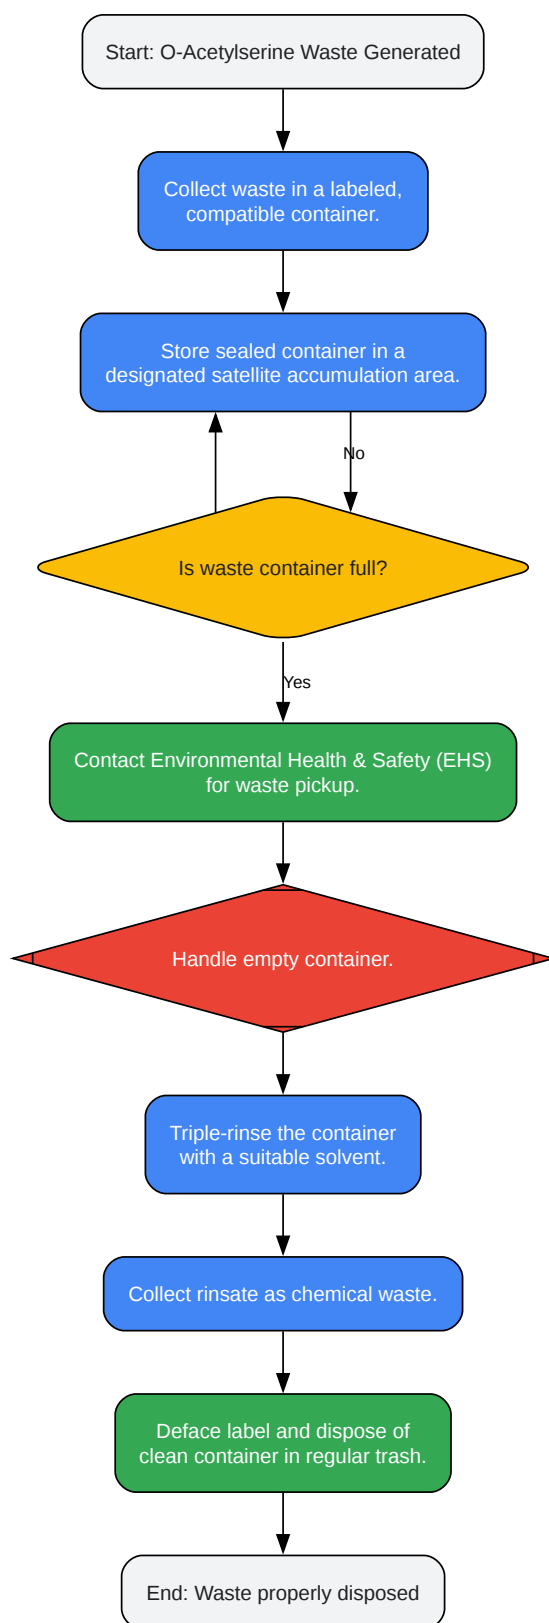 Start: O-Acetylserine Waste Generated
Collect waste in a labeled,
compatible container.
Store sealed container in a
designated satellite accumulation area.
No
Is waste container full?
Yes
Contact Environmental Health & Safety (EHS)
for waste pickup.
Handle empty container.
Triple-rinse the container
with a suitable solvent.
Collect rinsate as chemical waste.
Deface label and dispose of
clean container in regular trash.
End: Waste properly disposed